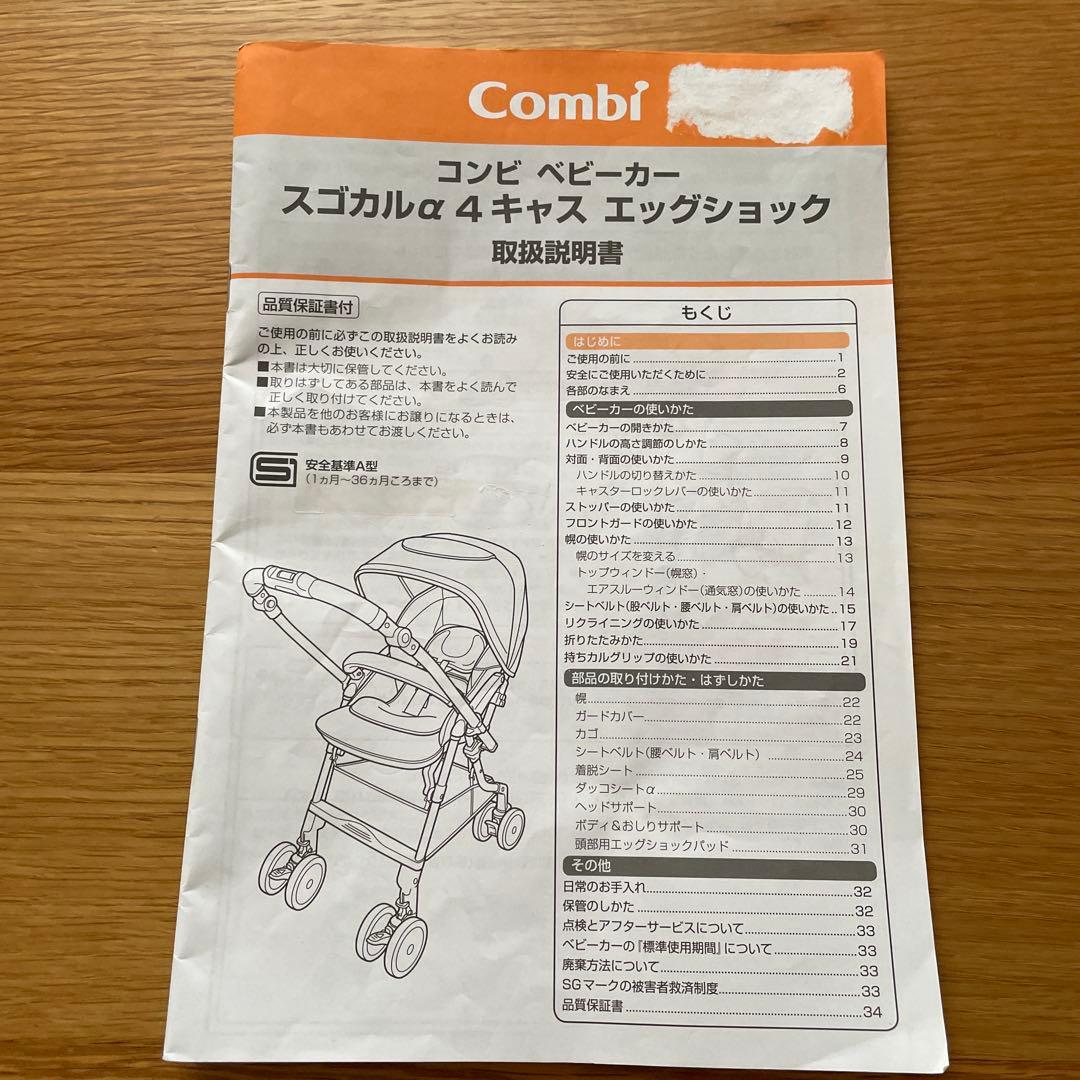 Combi
コンビ ベビーカー
スゴカルα 4 キャス エッグショック
取扱説明書
品質保証書付
ご使用の前に必ずこの取扱説明書をよくお読み
の上、正しくお使いください。
■本書は大切に保管してください。
■取りはずしてある部品は、本書をよく読んで
正しく取り付けてください。
■本製品を他のお客様にお譲りになるときは、
必ず本書もあわせてお渡しください。
安全基準A型
(1ヵ月～36ヵ月ころまで)
もくじ
はじめに
ご使用の前に 1
安全にご使用いただくために 2
各部のなまえ 6
ベビーカーの使いかた
ベビーカーの開きかた 7
ハンドルの高さ調節のしかた 8
対面・背面の使いかた 9
ハンドルの切り替えかた 10
キャスターロックレバーの使いかた 11
ストッパーの使いかた 11
フロントガードの使いかた 12
幌の使いかた 13
幌のサイズを変える 13
トップウィンドー(幌窓)・
エアスルーウィンドー(通気窓)の使いかた 14
シートベルト(股ベルト・腰ベルト・肩ベルト)の使いかた 15
リクライニングの使いかた 17
折りたたみかた 19
持ちカルグリップの使いかた 21
部品の取り付けかた・はずしかた
幌 22
ガードカバー 22
カゴ 23
シートベルト(腰ベルト・肩ベルト) 24
着脱シート 25
ダッコシートα 29
ヘッドサポート 30
ボディ＆おしりサポート 30
頭部用エッグショックパッド 31
その他
日常のお手入れ 32
保管のしかた 32
点検とアフターサービスについて 33
ベビーカーの『標準使用期間』について 33
廃棄方法について 33
SGマークの被害者救済制度 33
品質保証書 34